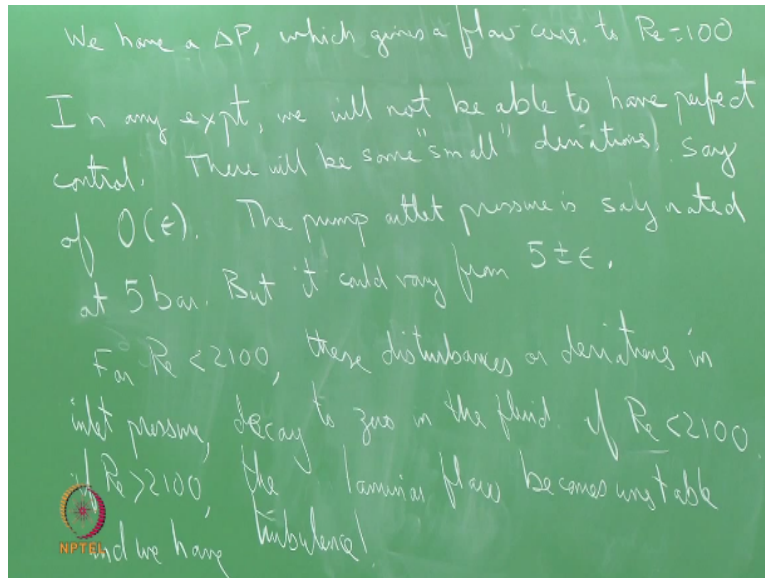 We have a ΔP, which gives a flow corr. to Re = 100
In any expt, we will not be able to have perfect
control. There will be some "small" deviations, say
of O(ε). The pump outlet pressure is say rated
at 5 bar. But it could vary from 5 ± ε.
For Re < 2100, these disturbances or deviations in
inlet pressure, decay to zero in the fluid. if Re < 2100.
if Re > 2100, the laminar flow becomes unstable
and we have turbulence!
NPTEL